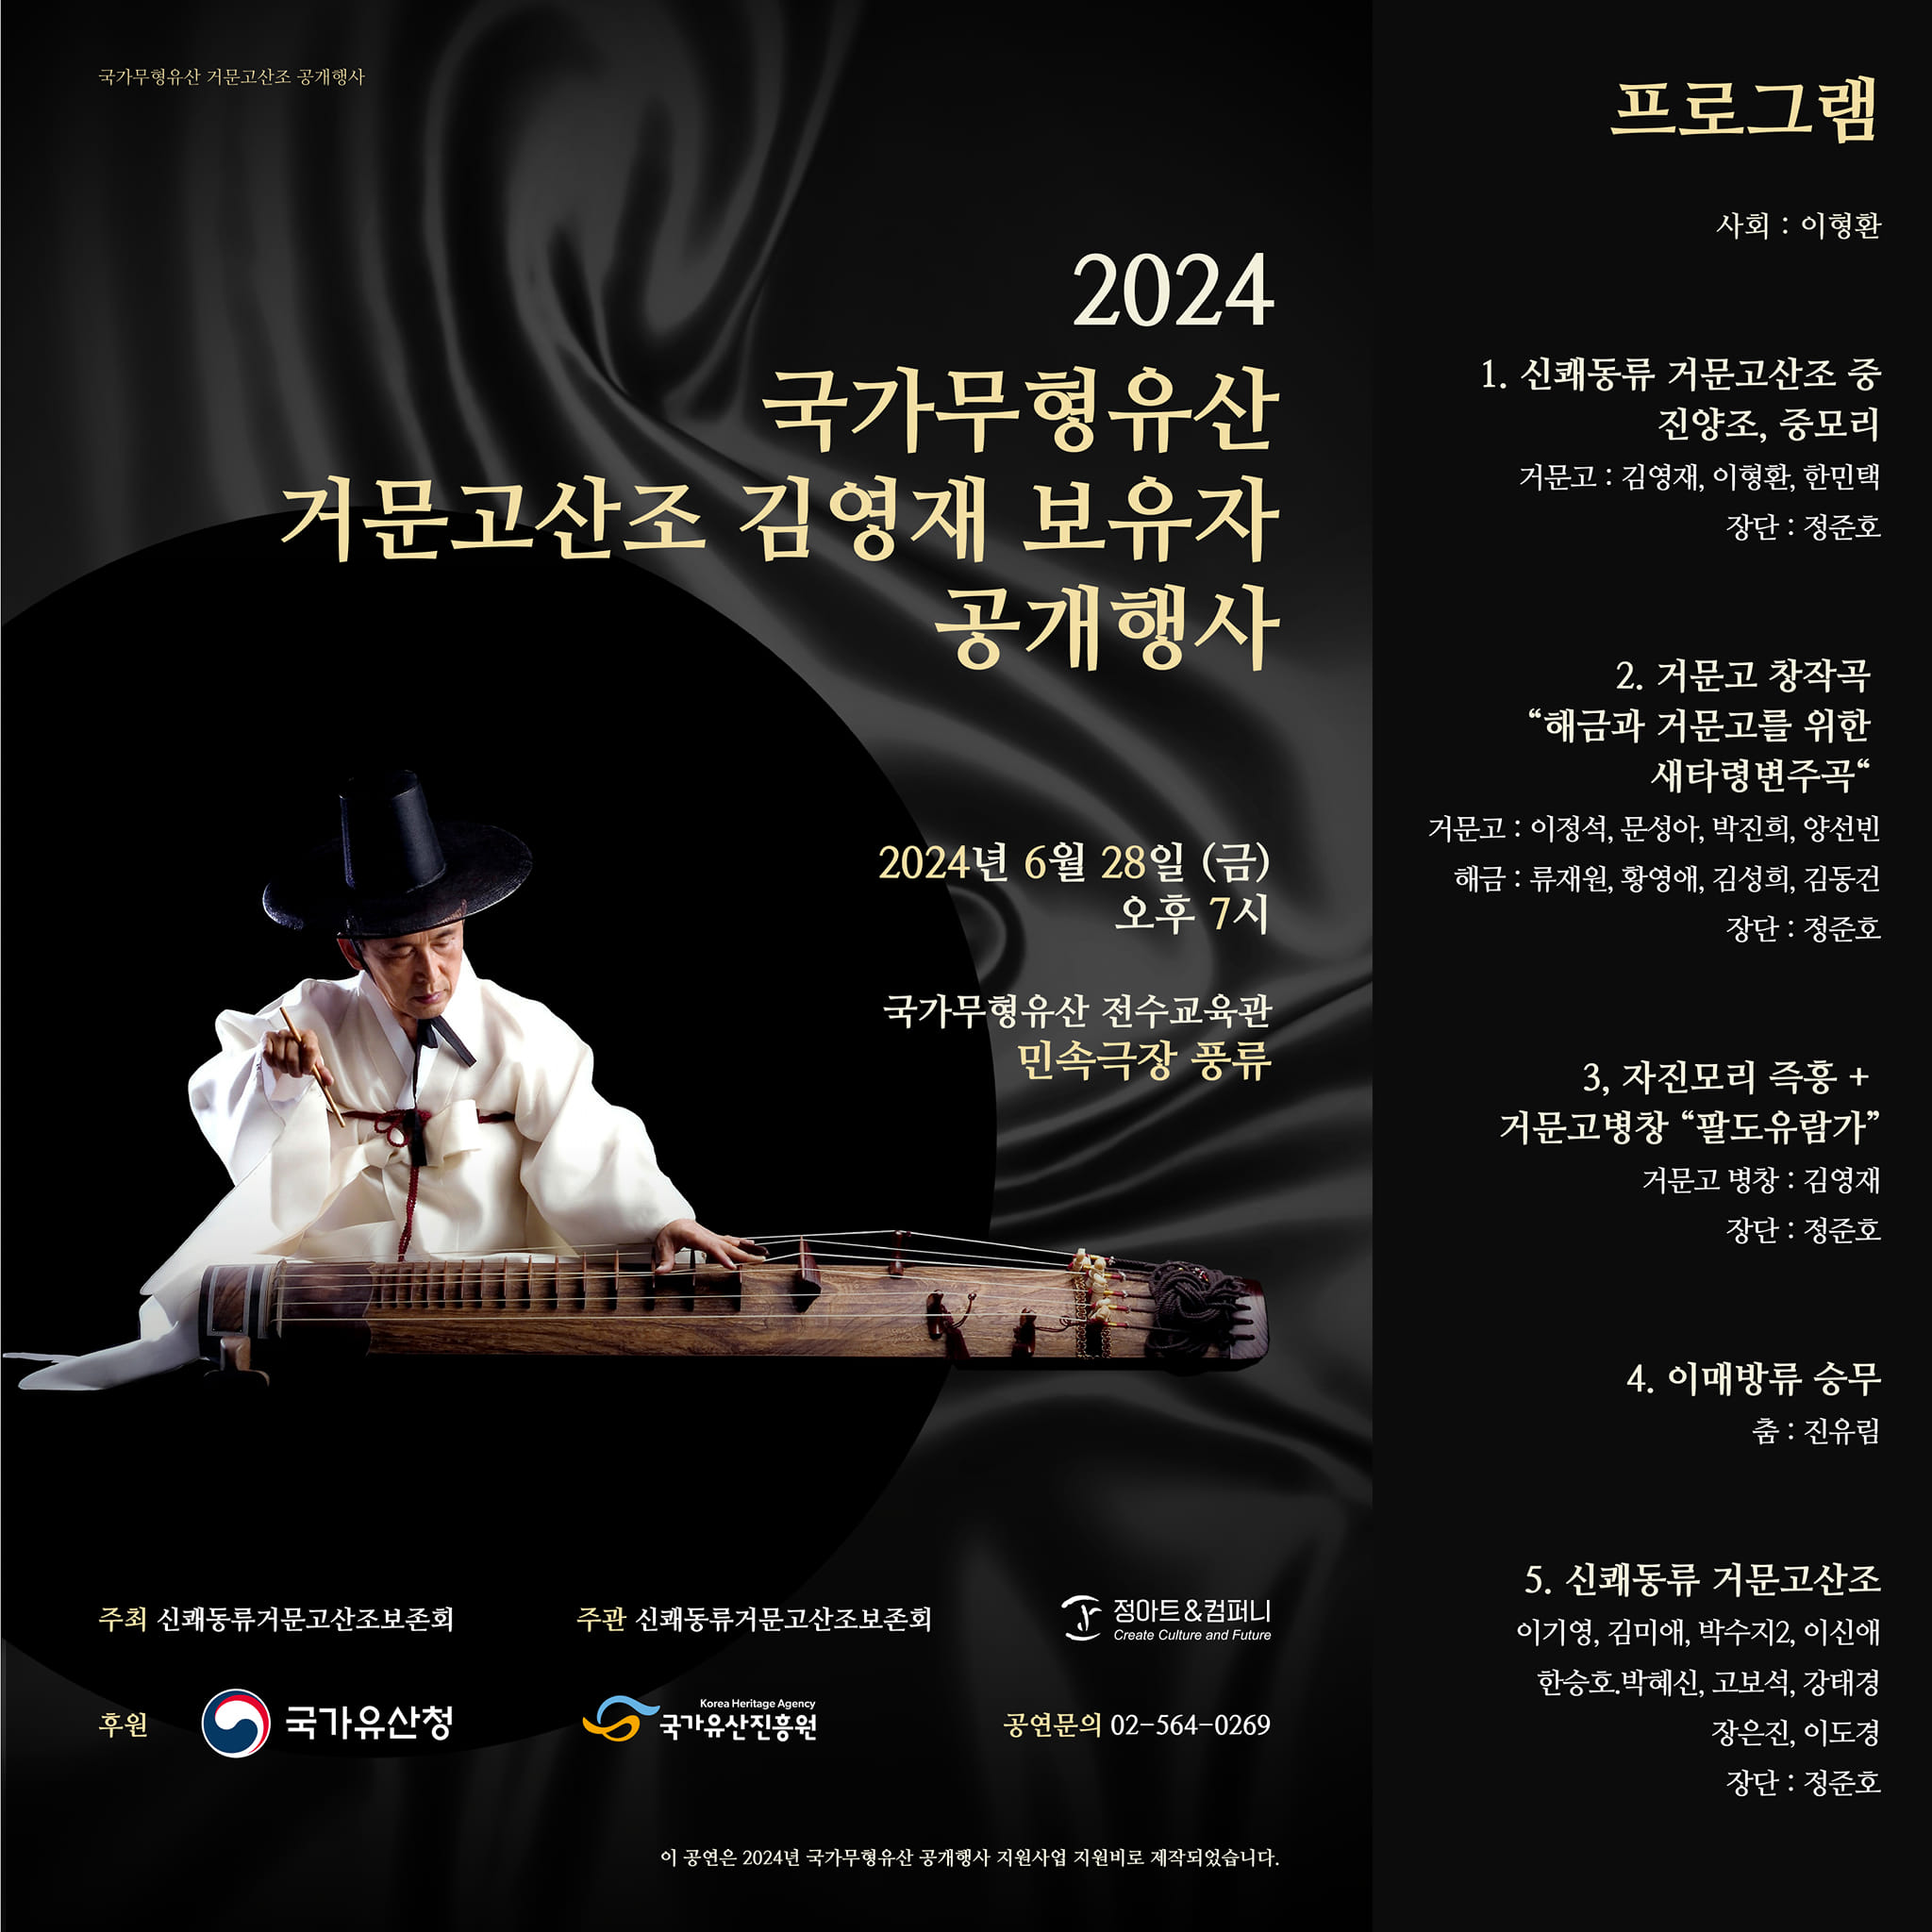 국가무형유산 거문고산조 공개행사
2024
국가무형유산
거문고산조 김영재 보유자
공개행사
2024년 6월 28일 (금)
오후 7시
국가무형유산 전수교육관
민속극장 풍류
주최 신쾌동류거문고산조보존회
주관 신쾌동류거문고산조보존회
정아트&컴퍼니
Create Culture and Future
후원
국가유산청
Korea Heritage Agency
국가유산진흥원
공연문의 02-564-0269
이 공연은 2024년 국가무형유산 공개행사 지원사업 지원비로 제작되었습니다.
프로그램
사회 : 이형환
1. 신쾌동류 거문고산조 중
진양조, 중모리
거문고 : 김영재, 이형환, 한민택
장단 : 정준호
2. 거문고 창작곡
“해금과 거문고를 위한
새타령변주곡“
거문고 : 이정석, 문성아, 박진희, 양선빈
해금 : 류재원, 황영애, 김성희, 김동건
장단 : 정준호
3, 자진모리 즉흥 +
거문고병창 “팔도유람가”
거문고 병창 : 김영재
장단 : 정준호
4. 이매방류 승무
춤 : 진유림
5. 신쾌동류 거문고산조
이기영, 김미애, 박수지2, 이신애
한승호.박혜신, 고보석, 강태경
장은진, 이도경
장단 : 정준호